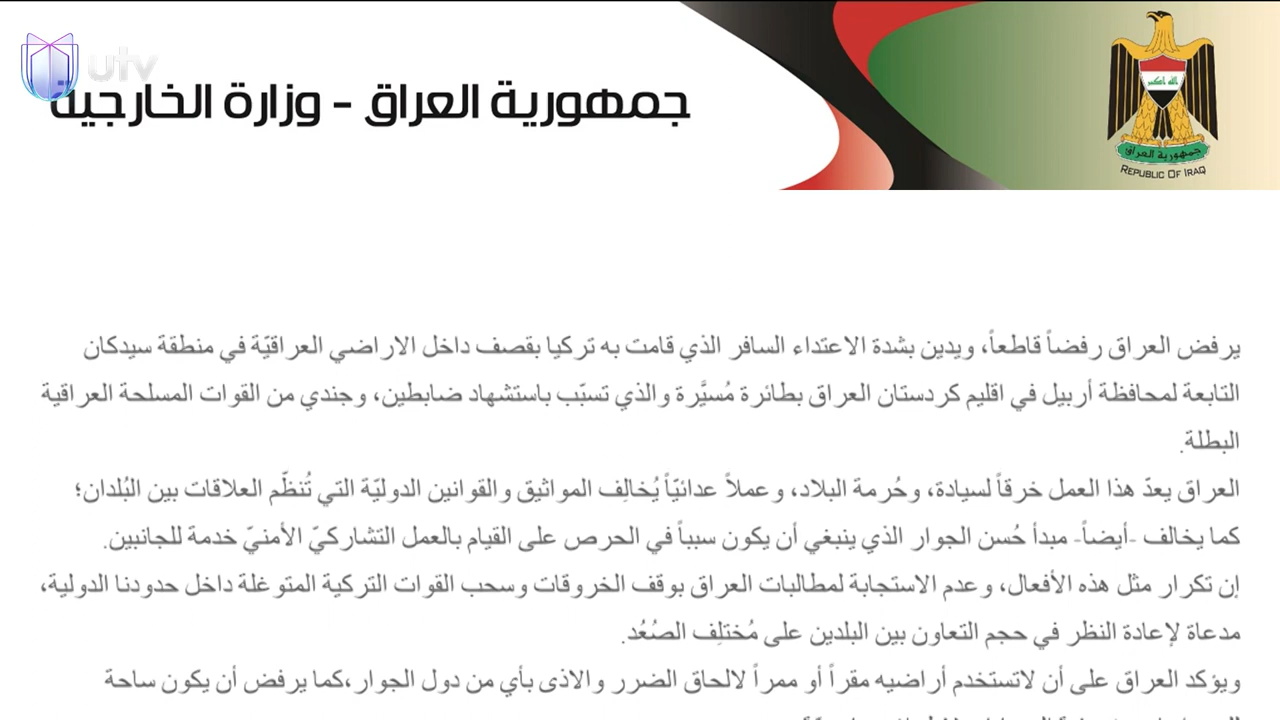 utv
جمهورية العراق - وزارة الخارجية
الله اكبر
جمهورية العراق
REPUBLIC OF IRAQ
يرفض العراق رفضاً قاطعاً، ويدين بشدة الاعتداء السافر الذي قامت به تركيا بقصف داخل الاراضي العراقيّة في منطقة سيدكان
التابعة لمحافظة أربيل في اقليم كردستان العراق بطائرة مُسيَّرة والذي تسبّب باستشهاد ضابطين، وجندي من القوات المسلحة العراقية
البطلة.
العراق يعدّ هذا العمل خرقاً لسيادة، وحُرمة البلاد، وعملاً عدائيّاً يُخالِف المواثيق والقوانين الدوليّة التي تُنظّم العلاقات بين البُلدان؛
كما يخالف -أيضاً- مبدأ حُسن الجوار الذي ينبغي أن يكون سبباً في الحرص على القيام بالعمل التشاركيّ الأمنيّ خدمة للجانبين.
إن تكرار مثل هذه الأفعال، وعدم الاستجابة لمطالبات العراق بوقف الخروقات وسحب القوات التركية المتوغلة داخل حدودنا الدولية،
مدعاة لإعادة النظر في حجم التعاون بين البلدين على مُختلِف الصُعُد.
ويؤكد العراق على أن لاتستخدم أراضيه مقراً أو ممراً لالحاق الضرر والاذى بأي من دول الجوار،كما يرفض أن يكون ساحة